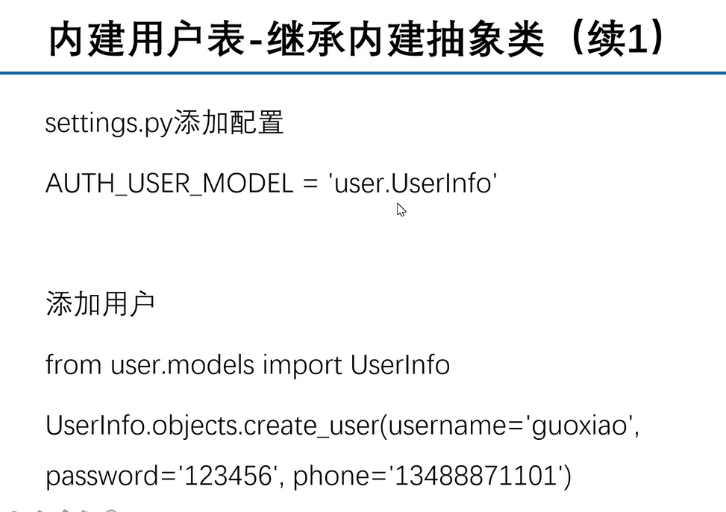 内建用户表-继承内建抽象类（续1）
settings.py添加配置
AUTH_USER_MODEL = 'user.UserInfo'
添加用户
from user.models import UserInfo
UserInfo.objects.create_user(username='guoxiao',
password='123456', phone='13488871101')